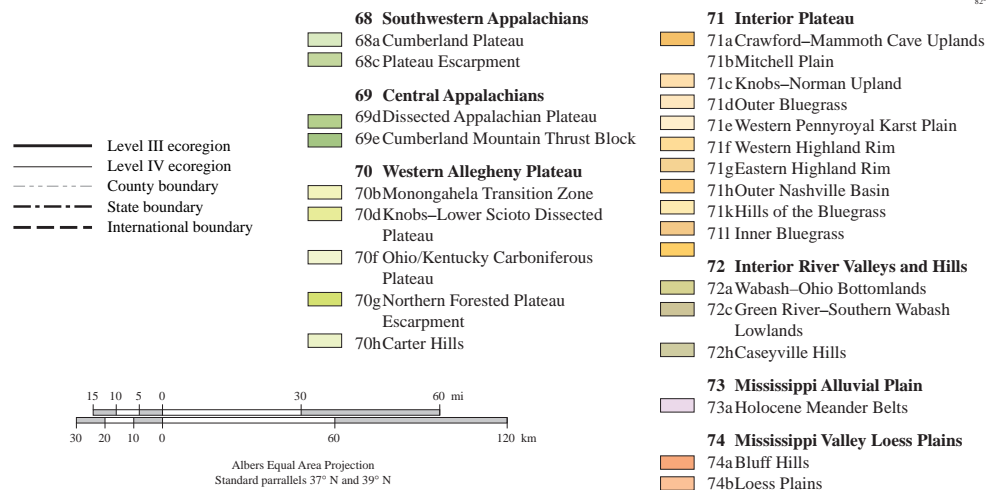 82°
Level III ecoregion
Level IV ecoregion
County boundary
State boundary
International boundary
68 Southwestern Appalachians
68a Cumberland Plateau
68c Plateau Escarpment
69 Central Appalachians
69d Dissected Appalachian Plateau
69e Cumberland Mountain Thrust Block
70 Western Allegheny Plateau
70b Monongahela Transition Zone
70d Knobs–Lower Scioto Dissected
Plateau
70f Ohio/Kentucky Carboniferous
Plateau
70g Northern Forested Plateau
Escarpment
70h Carter Hills
71 Interior Plateau
71a Crawford–Mammoth Cave Uplands
71b Mitchell Plain
71c Knobs–Norman Upland
71d Outer Bluegrass
71e Western Pennyroyal Karst Plain
71f Western Highland Rim
71g Eastern Highland Rim
71h Outer Nashville Basin
71k Hills of the Bluegrass
71l Inner Bluegrass
72 Interior River Valleys and Hills
72a Wabash–Ohio Bottomlands
72c Green River–Southern Wabash
Lowlands
72h Caseyville Hills
73 Mississippi Alluvial Plain
73a Holocene Meander Belts
74 Mississippi Valley Loess Plains
74a Bluff Hills
74b Loess Plains
15 10 5 0 30 60 mi
30 20 10 0 60 120 km
Albers Equal Area Projection
Standard parrallels 37° N and 39° N